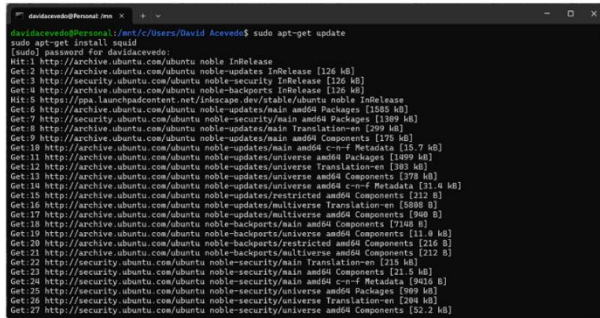 davidacevedo@Personal: /mn
davidacevedo@Personal:/mnt/c/Users/David Acevedo$ sudo apt-get update
sudo apt-get install squid
[sudo] password for davidacevedo:
Hit:1 http://archive.ubuntu.com/ubuntu noble InRelease
Get:2 http://archive.ubuntu.com/ubuntu noble-updates InRelease [126 kB]
Get:3 http://security.ubuntu.com/ubuntu noble-security InRelease [126 kB]
Get:4 http://archive.ubuntu.com/ubuntu noble-backports InRelease [126 kB]
Hit:5 https://ppa.launchpadcontent.net/inkscape.dev/stable/ubuntu noble InRelease
Get:6 http://archive.ubuntu.com/ubuntu noble-updates/main amd64 Packages [1585 kB]
Get:7 http://security.ubuntu.com/ubuntu noble-security/main amd64 Packages [1309 kB]
Get:8 http://archive.ubuntu.com/ubuntu noble-updates/main Translation-en [299 kB]
Get:9 http://archive.ubuntu.com/ubuntu noble-updates/main amd64 Components [175 kB]
Get:10 http://archive.ubuntu.com/ubuntu noble-updates/main amd64 c-n-f Metadata [15.7 kB]
Get:11 http://archive.ubuntu.com/ubuntu noble-updates/universe amd64 Packages [1499 kB]
Get:12 http://archive.ubuntu.com/ubuntu noble-updates/universe Translation-en [303 kB]
Get:13 http://archive.ubuntu.com/ubuntu noble-updates/universe amd64 Components [378 kB]
Get:14 http://archive.ubuntu.com/ubuntu noble-updates/universe amd64 c-n-f Metadata [31.4 kB]
Get:15 http://archive.ubuntu.com/ubuntu noble-updates/restricted amd64 Components [212 B]
Get:16 http://archive.ubuntu.com/ubuntu noble-updates/multiverse Translation-en [5808 B]
Get:17 http://archive.ubuntu.com/ubuntu noble-updates/multiverse amd64 Components [940 B]
Get:18 http://archive.ubuntu.com/ubuntu noble-backports/main amd64 Components [7148 B]
Get:19 http://archive.ubuntu.com/ubuntu noble-backports/universe amd64 Components [11.0 kB]
Get:20 http://archive.ubuntu.com/ubuntu noble-backports/restricted amd64 Components [216 B]
Get:21 http://archive.ubuntu.com/ubuntu noble-backports/multiverse amd64 Components [212 B]
Get:22 http://security.ubuntu.com/ubuntu noble-security/main Translation-en [215 kB]
Get:23 http://security.ubuntu.com/ubuntu noble-security/main amd64 Components [21.5 kB]
Get:24 http://security.ubuntu.com/ubuntu noble-security/main amd64 c-n-f Metadata [9416 B]
Get:25 http://security.ubuntu.com/ubuntu noble-security/universe amd64 Packages [909 kB]
Get:26 http://security.ubuntu.com/ubuntu noble-security/universe Translation-en [204 kB]
Get:27 http://security.ubuntu.com/ubuntu noble-security/universe amd64 Components [52.2 kB]